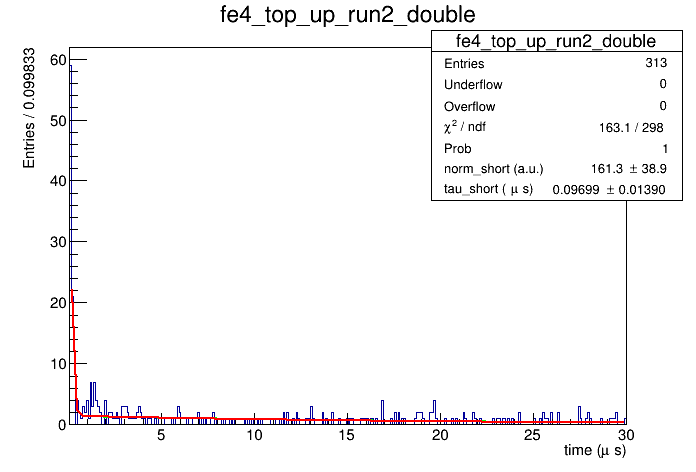 fe4_top_up_run2_double
fe4_top_up_run2_double
Entries 313
Underflow 0
Overflow 0
χ² / ndf 163.1 / 298
Prob 1
norm_short (a.u.) 161.3 ± 38.9
tau_short ( μ s) 0.09699 ± 0.01390
Entries / 0.099833
60
50
40
30
20
10
0
5 10 15 20 25 30
time (μ s)